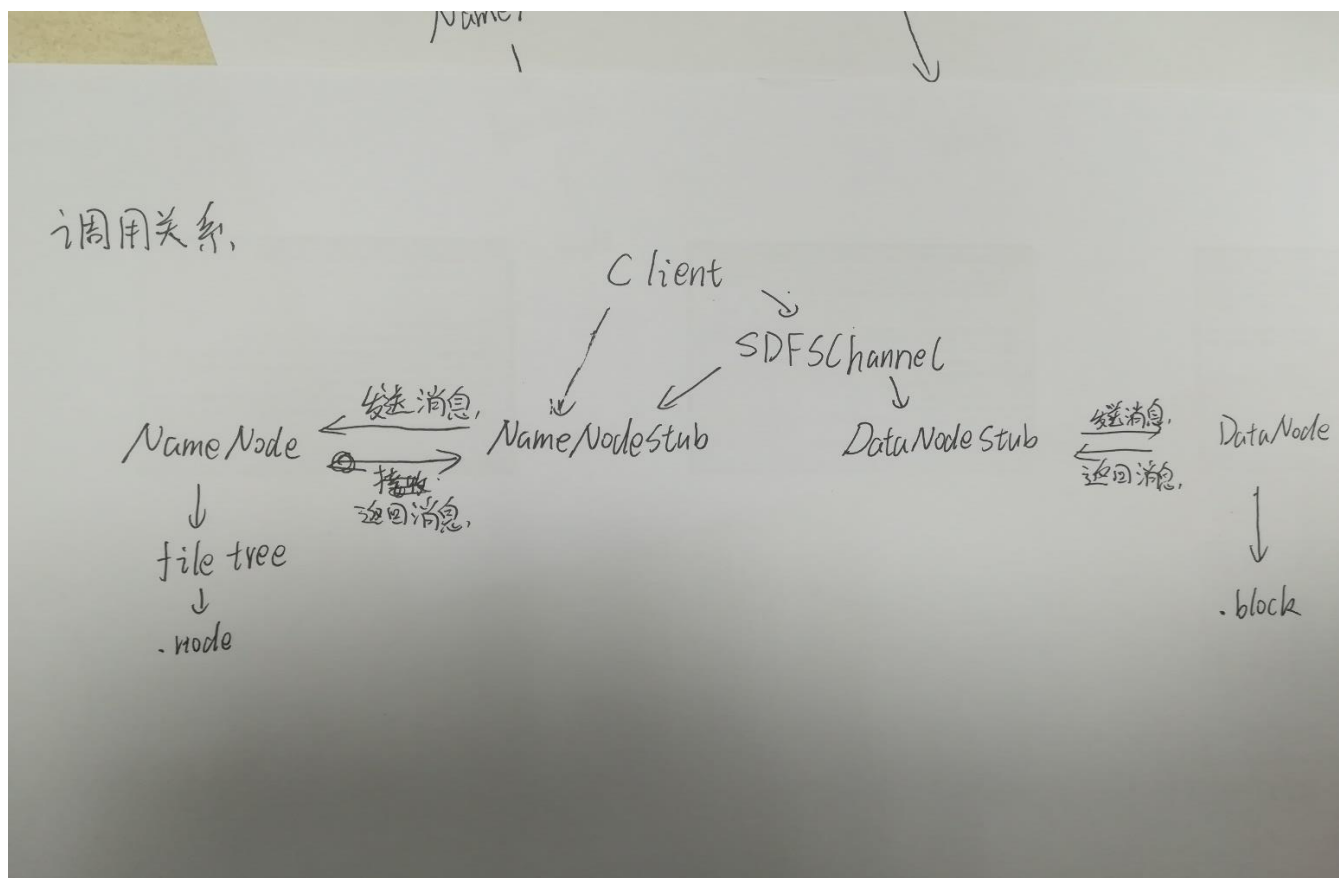 调用关系.
Client
SDFSChannel
发送消息.
NameNode
NameNodeStub
DataNodeStub
发送消息.
DataNode
返回消息.
返回消息.
file tree
.node
.block